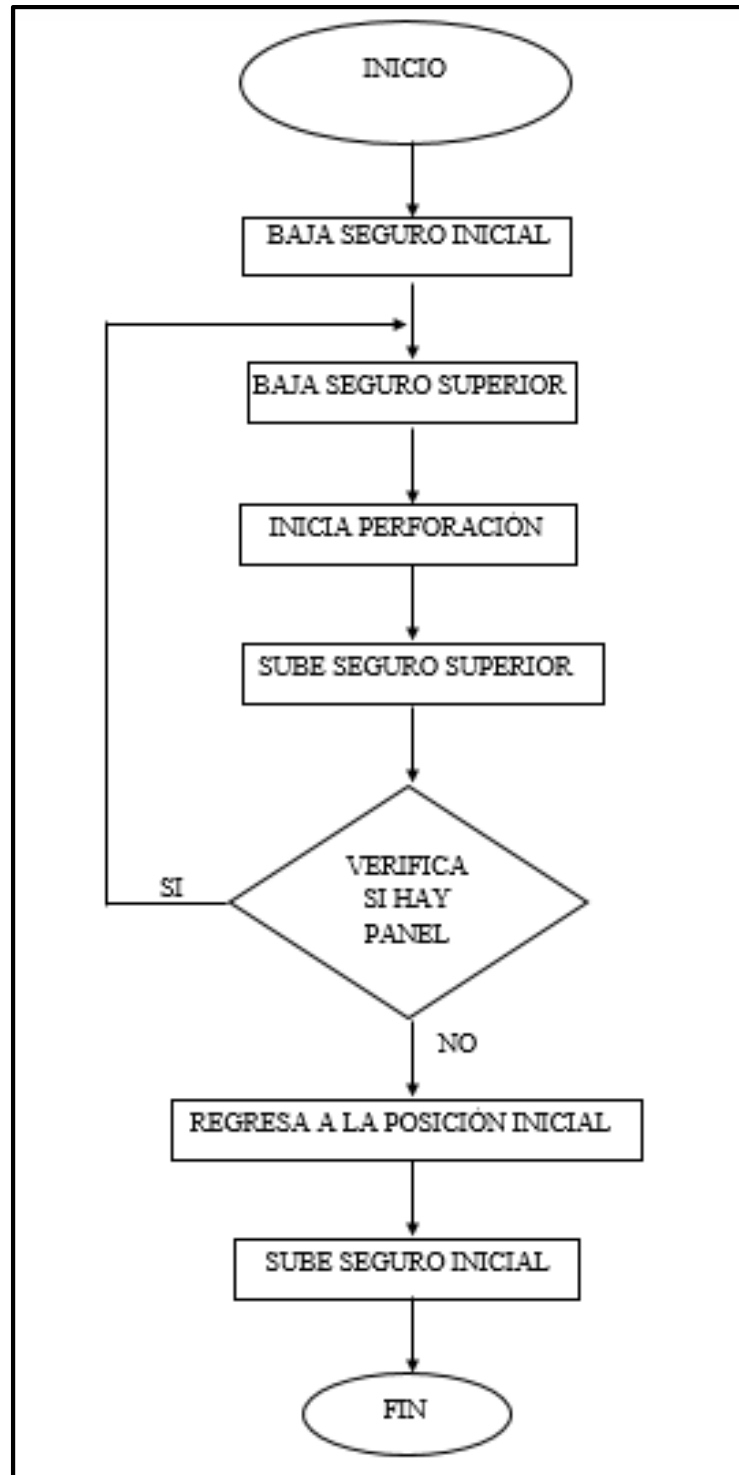 INICIO
BAJA SEGURO INICIAL
BAJA SEGURO SUPERIOR
INICIA PERFORACIÓN
SUBE SEGURO SUPERIOR
VERIFICA
SI HAY
PANEL
SI
NO
REGRESA A LA POSICIÓN INICIAL
SUBE SEGURO INICIAL
FIN